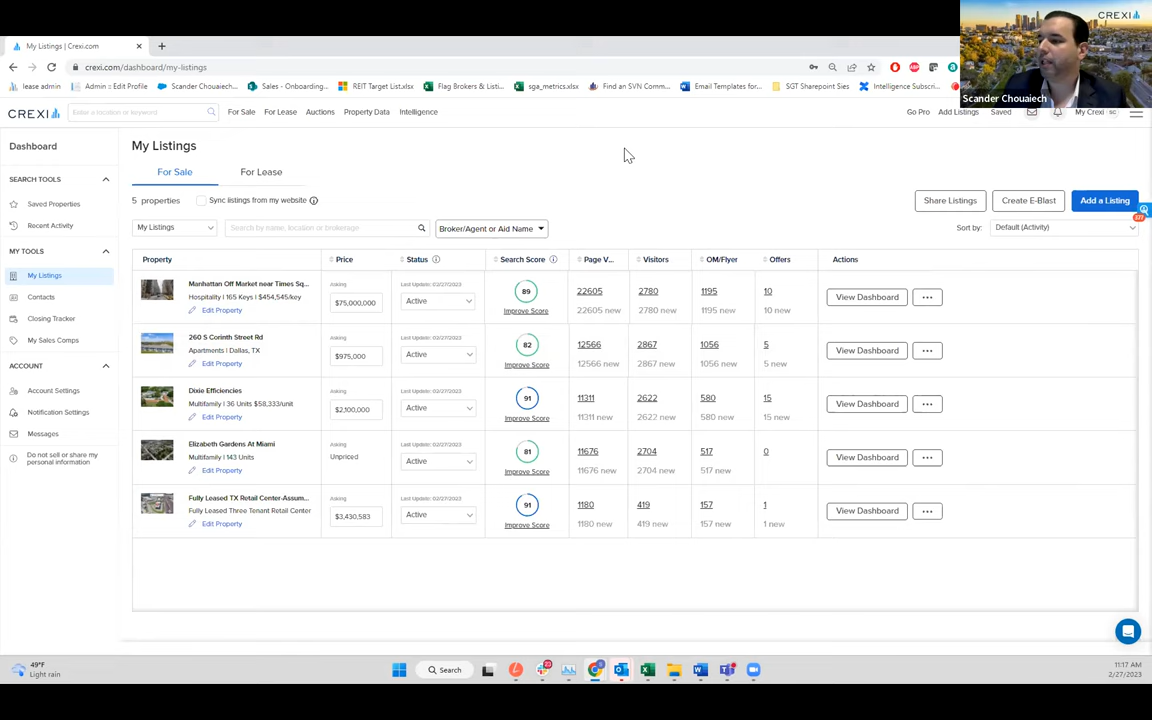 My Listings | Crexi.com
CREXI
crexi.com/dashboard/my-listings
lease admin
Admin :: Edit Profile
Scander Chouaiech...
Sales - Onboarding...
REIT Target List.xlsx
Flag Brokers & Listi...
sga_metrics.xlsx
Find an SVN Comm...
Email Templates for...
SGT Sharepoint Sies
Intelligence Subscri...
Scander Chouaiech
CREXI
Enter a location or keyword
For Sale
For Lease
Auctions
Property Data
Intelligence
Go Pro
Add Listings
Saved
My Crexi
SC
Dashboard
SEARCH TOOLS
Saved Properties
Recent Activity
MY TOOLS
My Listings
Contacts
Closing Tracker
My Sales Comps
ACCOUNT
Account Settings
Notification Settings
Messages
Do not sell or share my
personal information
My Listings
For Sale
For Lease
5 properties
Sync listings from my website
Share Listings
Create E-Blast
Add a Listing
377
My Listings
Search by name, location or brokerage
Broker/Agent or Aid Name
Sort by:
Default (Activity)
Property
Price
Status
Search Score
Page V...
Visitors
OM/Flyer
Offers
Actions
Manhattan Off Market near Times Sq...
Hospitality | 165 Keys | $454,545/key
Edit Property
Asking
$75,000,000
Last Update: 02/27/2023
Active
89
Improve Score
22605
22605 new
2780
2780 new
1195
1195 new
10
10 new
View Dashboard
...
260 S Corinth Street Rd
Apartments | Dallas, TX
Edit Property
Asking
$975,000
Last Update: 02/27/2023
Active
82
Improve Score
12566
12566 new
2867
2867 new
1056
1056 new
5
5 new
View Dashboard
...
Dixie Efficiencies
Multifamily | 36 Units $58,333/unit
Edit Property
Asking
$2,100,000
Last Update: 02/27/2023
Active
91
Improve Score
11311
11311 new
2622
2622 new
580
580 new
15
15 new
View Dashboard
...
Elizabeth Gardens At Miami
Multifamily | 143 Units
Edit Property
Asking
Unpriced
Last Update: 02/27/2023
Active
81
Improve Score
11676
11676 new
2704
2704 new
517
517 new
0
View Dashboard
...
Fully Leased TX Retail Center-Assum...
Fully Leased Three Tenant Retail Center
Edit Property
Asking
$3,430,583
Last Update: 02/27/2023
Active
91
Improve Score
1180
1180 new
419
419 new
157
157 new
1
1 new
View Dashboard
...
49°F
Light rain
Search
23
11:17 AM
2/27/2023